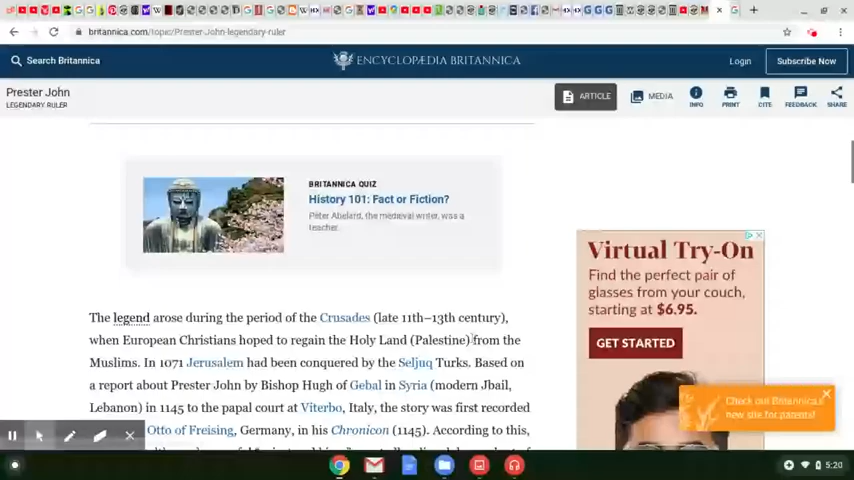 britannica.com/topic/Prester-John-legendary-ruler
Search Britannica
ENCYCLOPÆDIA BRITANNICA
Login
Subscribe Now
Prester John
LEGENDARY RULER
ARTICLE
MEDIA
INFO
PRINT
CITE
FEEDBACK
SHARE
BRITANNICA QUIZ
History 101: Fact or Fiction?
Peter Abelard, the medieval writer, was a
teacher.
The legend arose during the period of the Crusades (late 11th–13th century),
when European Christians hoped to regain the Holy Land (Palestine) from the
Muslims. In 1071 Jerusalem had been conquered by the Seljuq Turks. Based on
a report about Prester John by Bishop Hugh of Gebal in Syria (modern Jbail,
Lebanon) in 1145 to the papal court at Viterbo, Italy, the story was first recorded
Otto of Freising, Germany, in his Chronicon (1145). According to this,
Virtual Try-On
Find the perfect pair of
glasses from your couch,
starting at $6.95.
GET STARTED
Check out Britannica's
new site for parents!
5:20